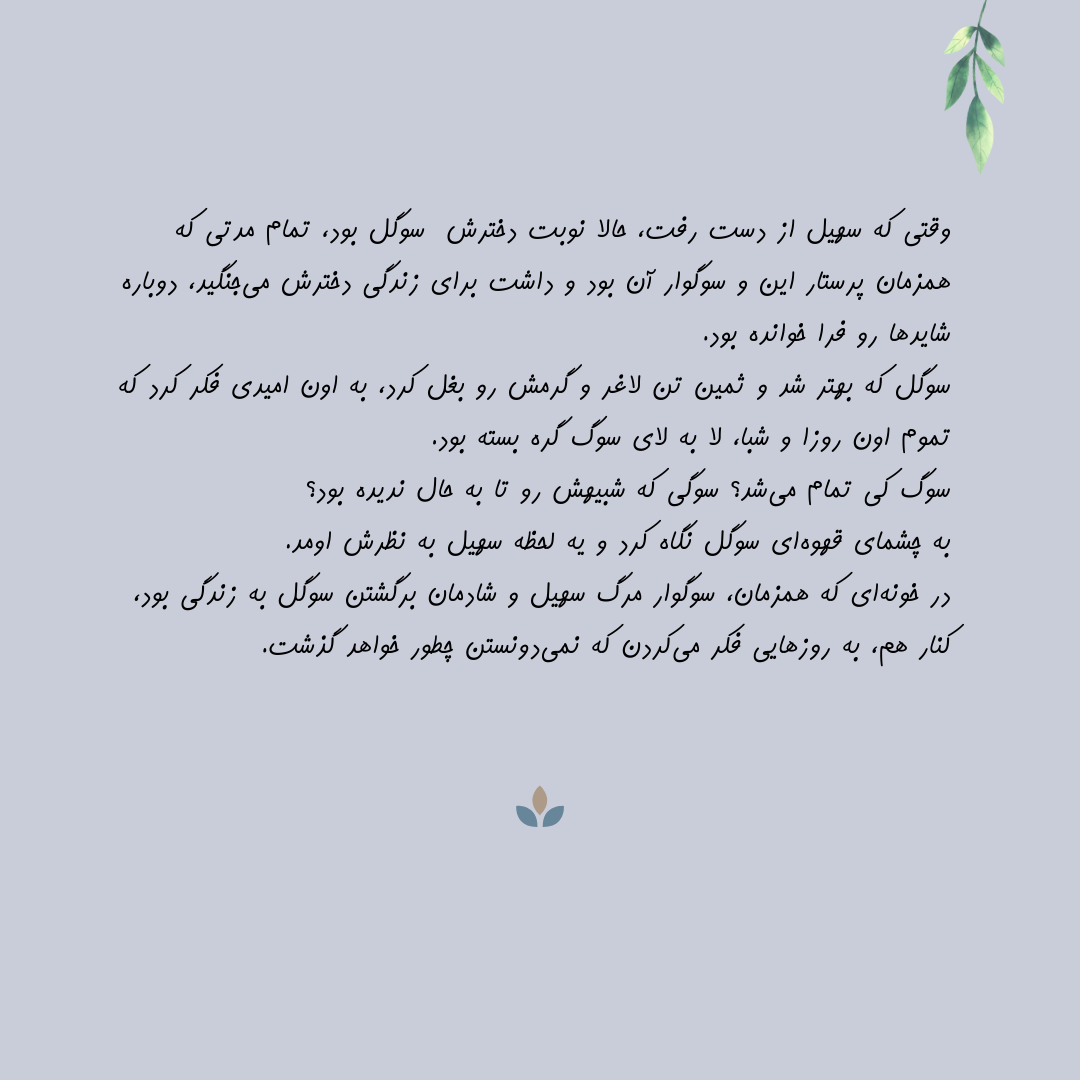 وقتی که سهیل از دست رفت، حالا نوبت دخترش سوگل بود، تمام مدتی که
همزمان پرستار این و سوگوار آن بود و داشت برای زندگی دخترش می‌جنگید، دوباره
شایدها رو فرا خوانده بود.
سوگل که بهتر شد و ثمین تن لاغر و گرمش رو بغل کرد، به اون امیدی فکر کرد که
تموم اون روزا و شبا، لا به لای سوگ گره بسته بود.
سوگ کی تمام می‌شد؟ سوگی که شبیهش رو تا به حال ندیده بود؟
به چشمای قهوه‌ای سوگل نگاه کرد و یه لحظه سهیل به نظرش اومد.
در خونه‌ای که همزمان، سوگوار مرگ سهیل و شادمان برگشتن سوگل به زندگی بود،
کنار هم، به روزهایی فکر می‌کردن که نمی‌دونستن چطور خواهد گذشت.